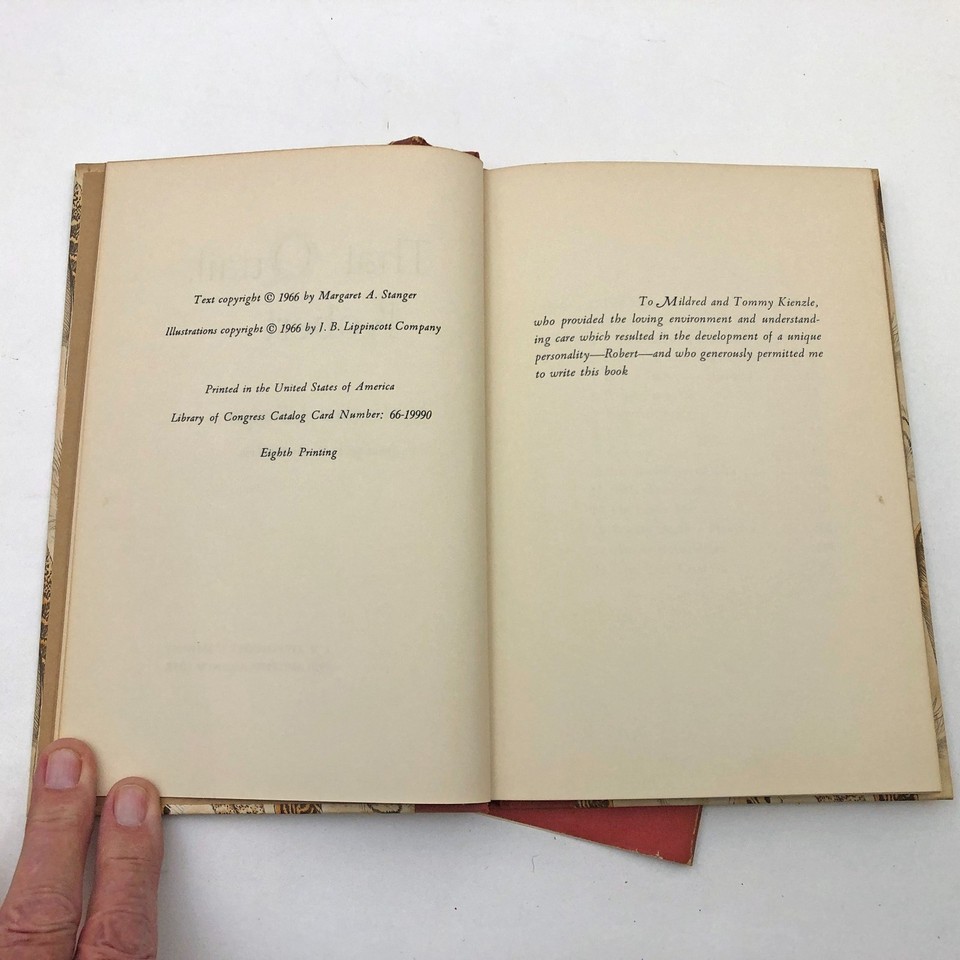 Text copyright © 1966 by Margaret A. Stanger
Illustrations copyright © 1966 by J. B. Lippincott Company
Printed in the United States of America
Library of Congress Catalog Card Number: 66-19990
Eighth Printing
To Mildred and Tommy Kienzle,
who provided the loving environment and understand-
ing care which resulted in the development of a unique
personality—Robert—and who generously permitted me
to write this book